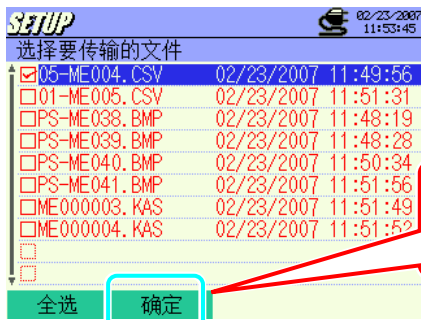 SETUP 02/23/2007
11:53:45
选择要传输的文件
05-ME004.CSV 02/23/2007 11:49:56
01-ME005.CSV 02/23/2007 11:51:31
PS-ME038.BMP 02/23/2007 11:48:19
PS-ME039.BMP 02/23/2007 11:48:28
PS-ME040.BMP 02/23/2007 11:50:34
PS-ME041.BMP 02/23/2007 11:51:56
ME000003.KAS 02/23/2007 11:51:49
ME000004.KAS 02/23/2007 11:51:52
全选 确定